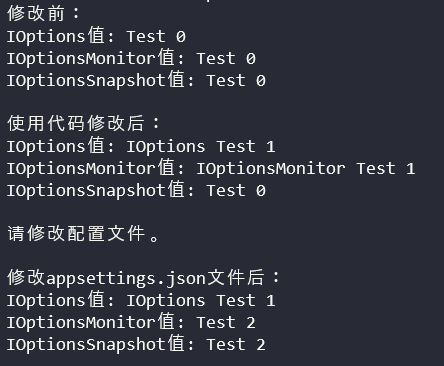 修改前：
IOptions值: Test 0
IOptionsMonitor值: Test 0
IOptionsSnapshot值: Test 0
使用代码修改后：
IOptions值: IOptions Test 1
IOptionsMonitor值: IOptionsMonitor Test 1
IOptionsSnapshot值: Test 0
请修改配置文件。
修改appsettings.json文件后：
IOptions值: IOptions Test 1
IOptionsMonitor值: Test 2
IOptionsSnapshot值: Test 2